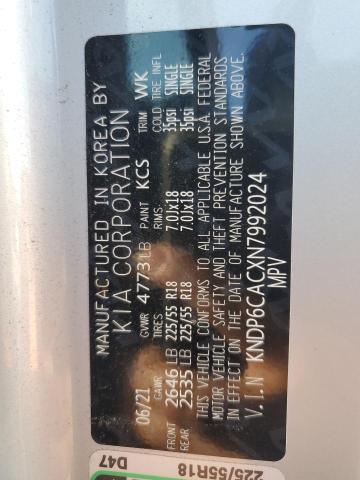 MANUFACTURED IN KOREA BY
KIA CORPORATION
06/21 GVWR 4773 LB PAINT KCS TRIM WK
GAWR TIRES RIMS COLD TIRE INFL
FRONT 2646 LB 225/55 R18 7.0JX18 35psi SINGLE
REAR 2535 LB 225/55 R18 7.0JX18 35psi SINGLE
THIS VEHICLE CONFORMS TO ALL APPLICABLE U.S.A. FEDERAL
MOTOR VEHICLE SAFETY AND THEFT PREVENTION STANDARDS
IN EFFECT ON THE DATE OF MANUFACTURE SHOWN ABOVE.
V.I.N KNDP6CACXN7992024
MPV
D47
225/55R18